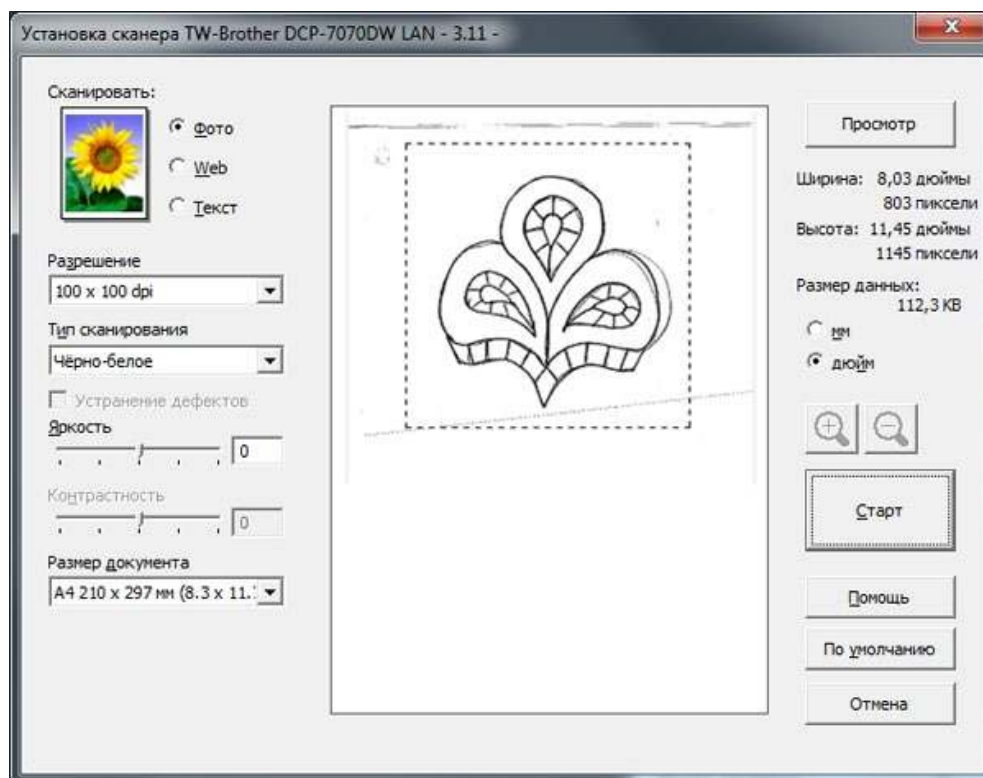 Установка сканера TW-Brother DCP-7070DW LAN - 3.11 -
Сканировать:
Фото
Web
Текст
Разрешение
100 x 100 dpi
Тип сканирования
Чёрно-белое
Устранение дефектов
Яркость
0
Контрастность
0
Размер документа
A4 210 x 297 мм (8.3 x 11.
Просмотр
Ширина: 8,03 дюймы
803 пиксели
Высота: 11,45 дюймы
1145 пиксели
Размер данных:
112,3 KB
мм
дюйм
Старт
Помощь
По умолчанию
Отмена